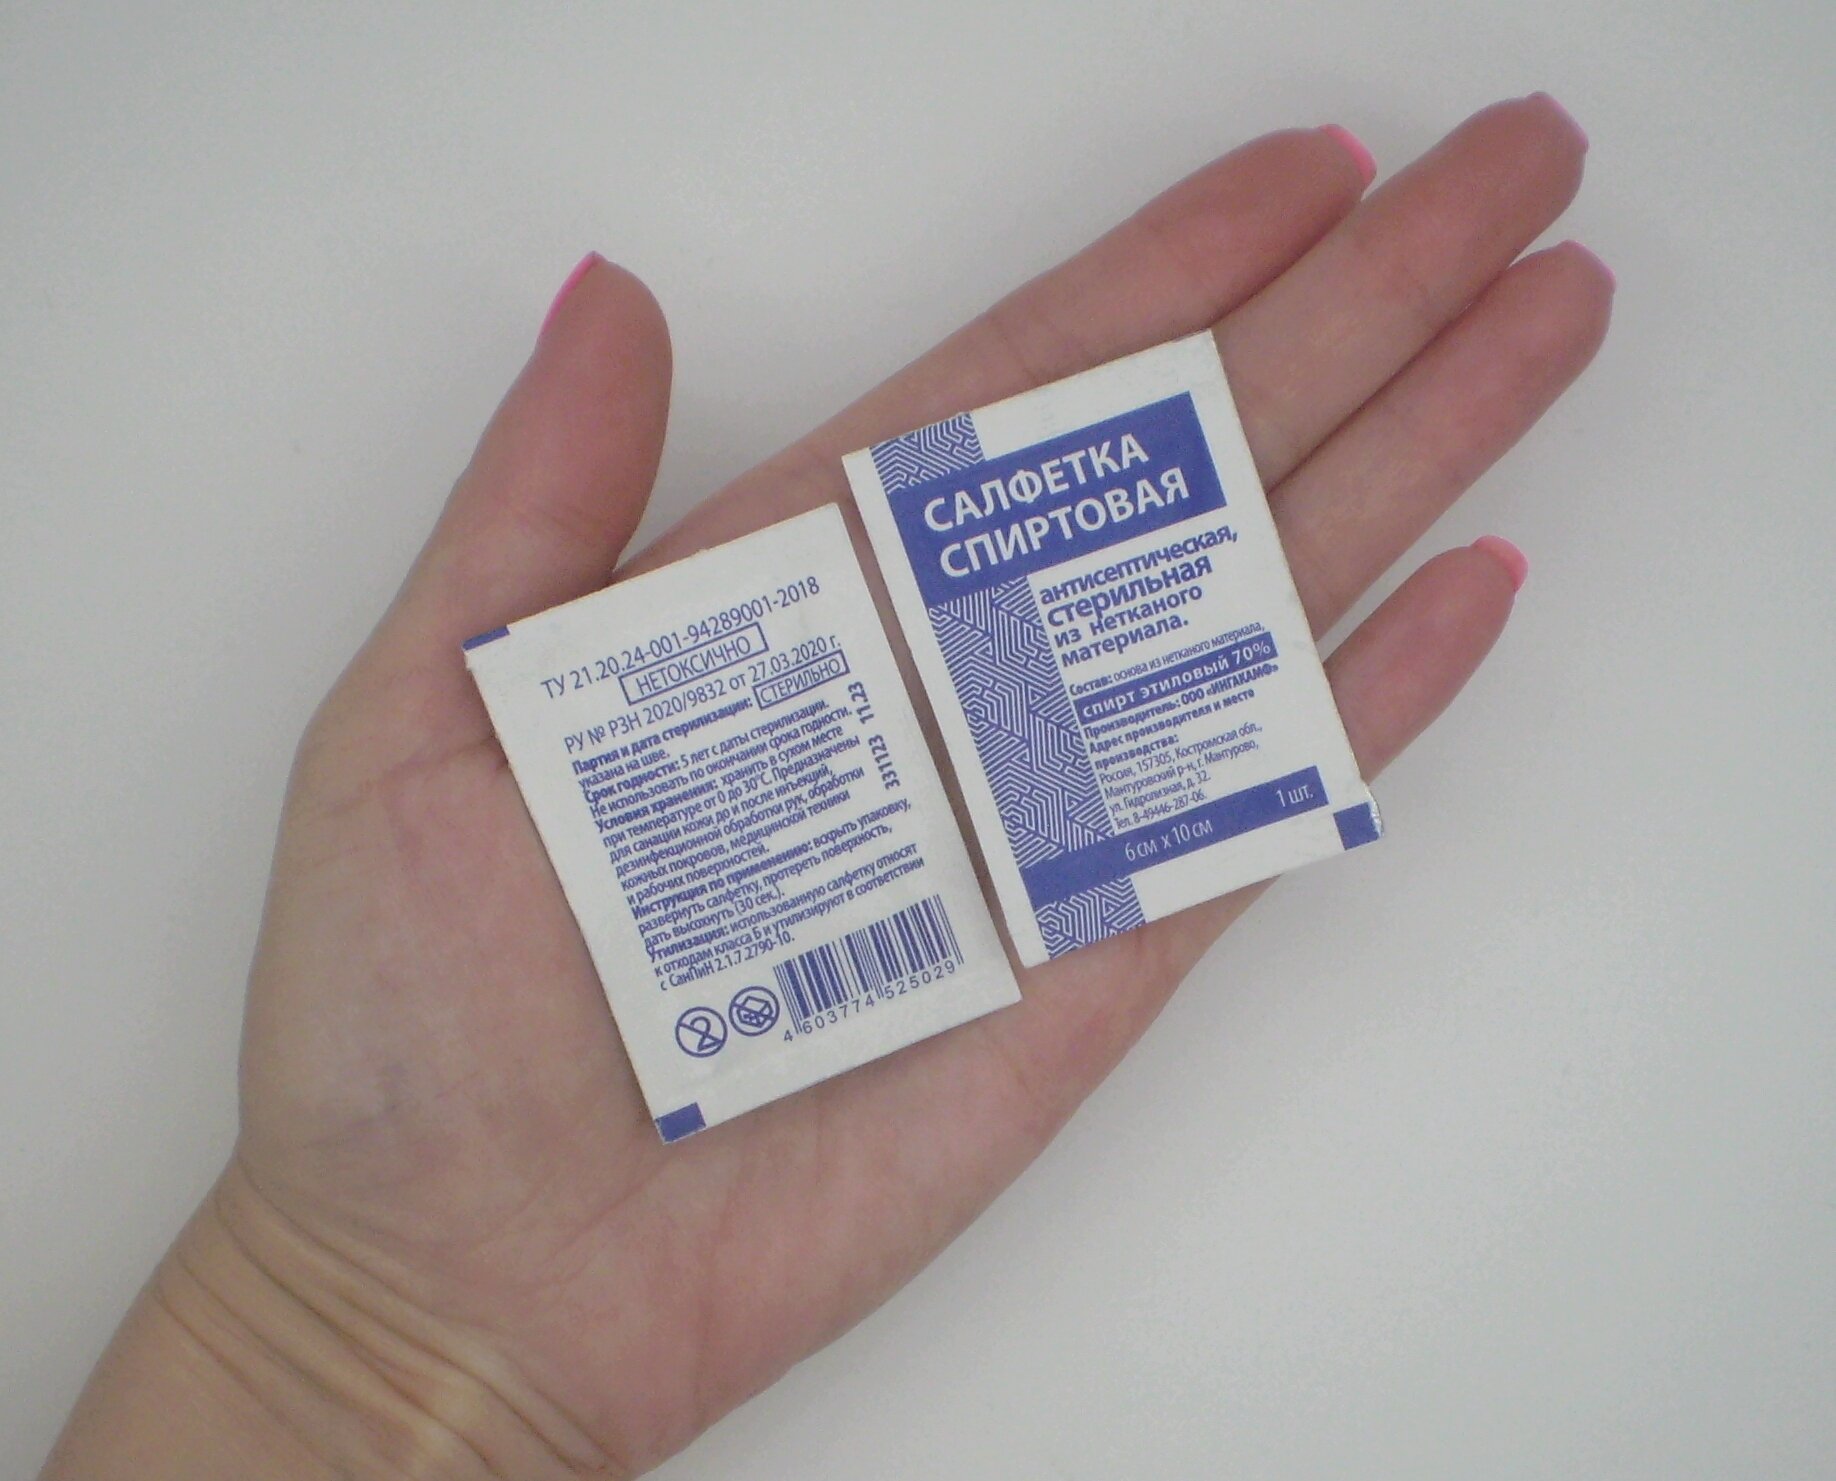 ТУ 21.20.24-001-94289001-2018
НЕТОКСИЧНО
РУ № РЗН 2020/9832 от 27.03.2020 г.
Партия и дата стерилизации: СТЕРИЛЬНО
указана на шве.
Срок годности: 5 лет с даты стерилизации.
Не использовать по окончании срока годности.
Условия хранения: хранить в сухом месте
при температуре от 0 до 30°С. Предназначены
для санации кожи до и после инъекций,
дезинфекционной обработки рук, обработки
кожных покровов, медицинской техники
и рабочих поверхностей.
Инструкция по применению: вскрыть упаковку,
развернуть салфетку, протереть поверхность,
дать высохнуть (30 сек.).
Утилизация: использованную салфетку относят
к отходам класса Б и утилизируют в соответствии
с СанПиН 2.1.7.2790-10.
331123 11.23
2
4 603774 525029
САЛФЕТКА
СПИРТОВАЯ
антисептическая,
стерильная
из нетканого
материала.
Состав: основа из нетканого материала,
спирт этиловый 70%
Производитель: ООО «ИНГАКАМФ»
Адрес производителя и место
производства:
Россия, 157305, Костромская обл.,
Мантуровский р-н, г. Мантурово,
ул. Гидролизная, д. 32.
Тел. 8-49446-287-06.
6 см х 10 см 1 шт.